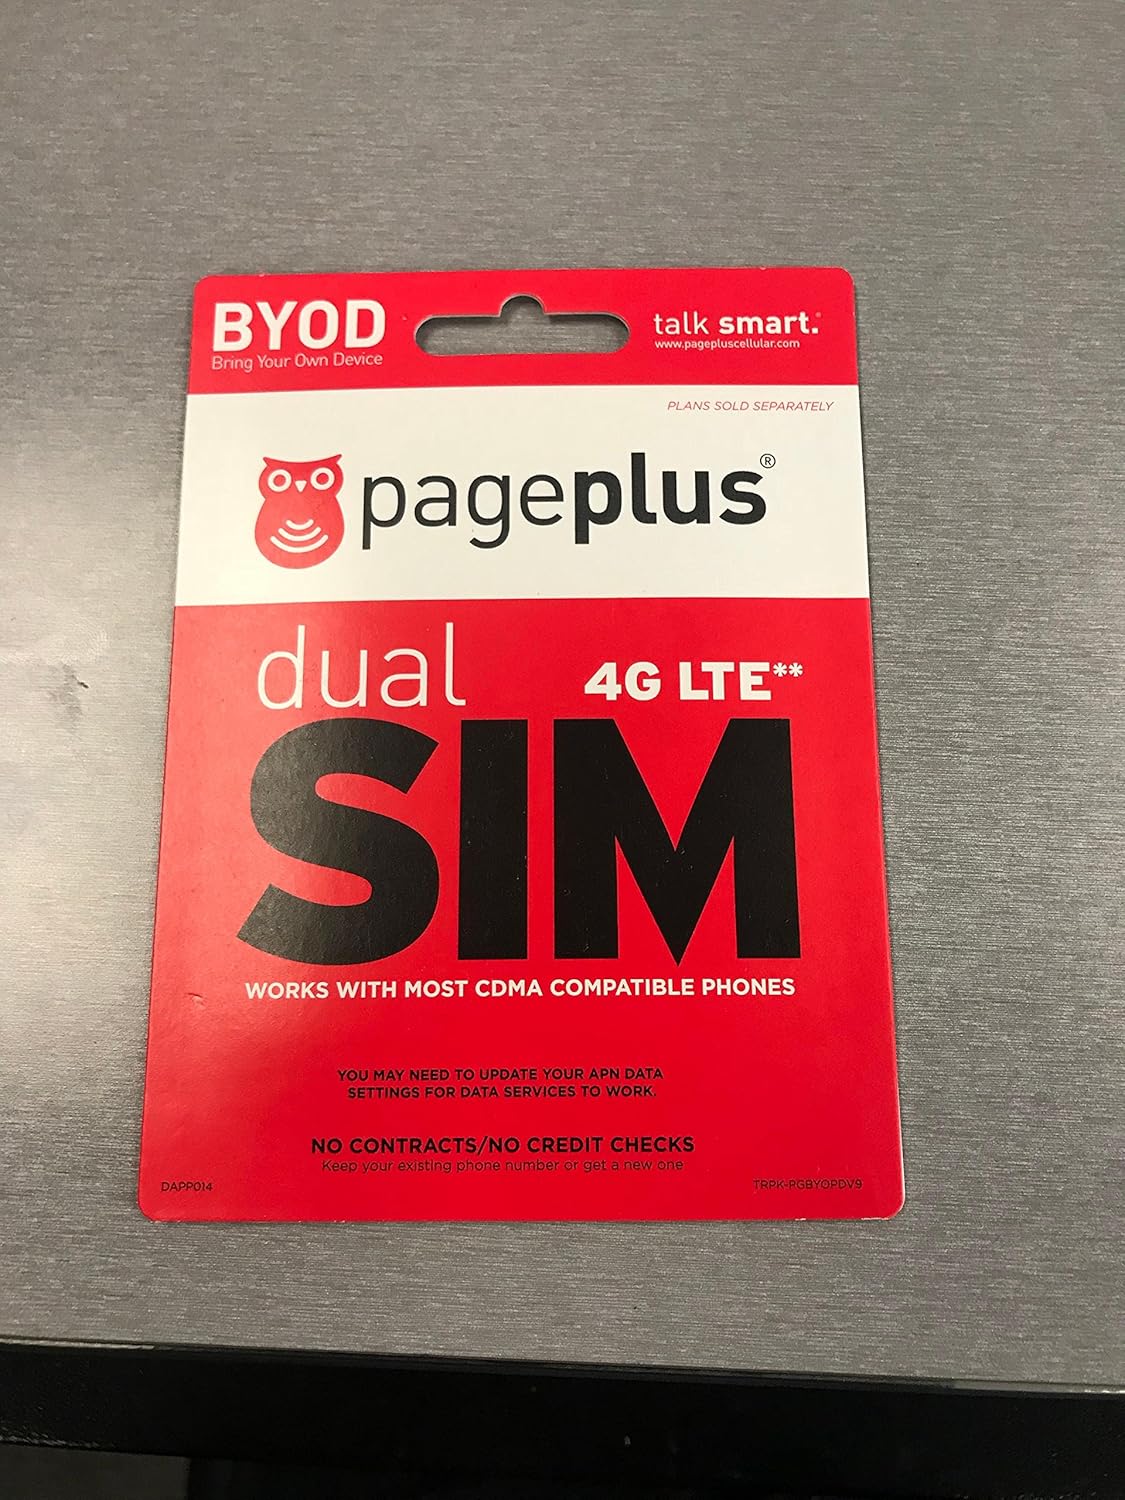 BYOD
Bring Your Own Device
talk smart.®
www.pagepluscellular.com
PLANS SOLD SEPARATELY
pageplus®
dual
4G LTE**
SIM
WORKS WITH MOST CDMA COMPATIBLE PHONES
YOU MAY NEED TO UPDATE YOUR APN DATA
SETTINGS FOR DATA SERVICES TO WORK.
NO CONTRACTS/NO CREDIT CHECKS
Keep your existing phone number or get a new one
DAPP014
TRPK-RGBYOPDV9